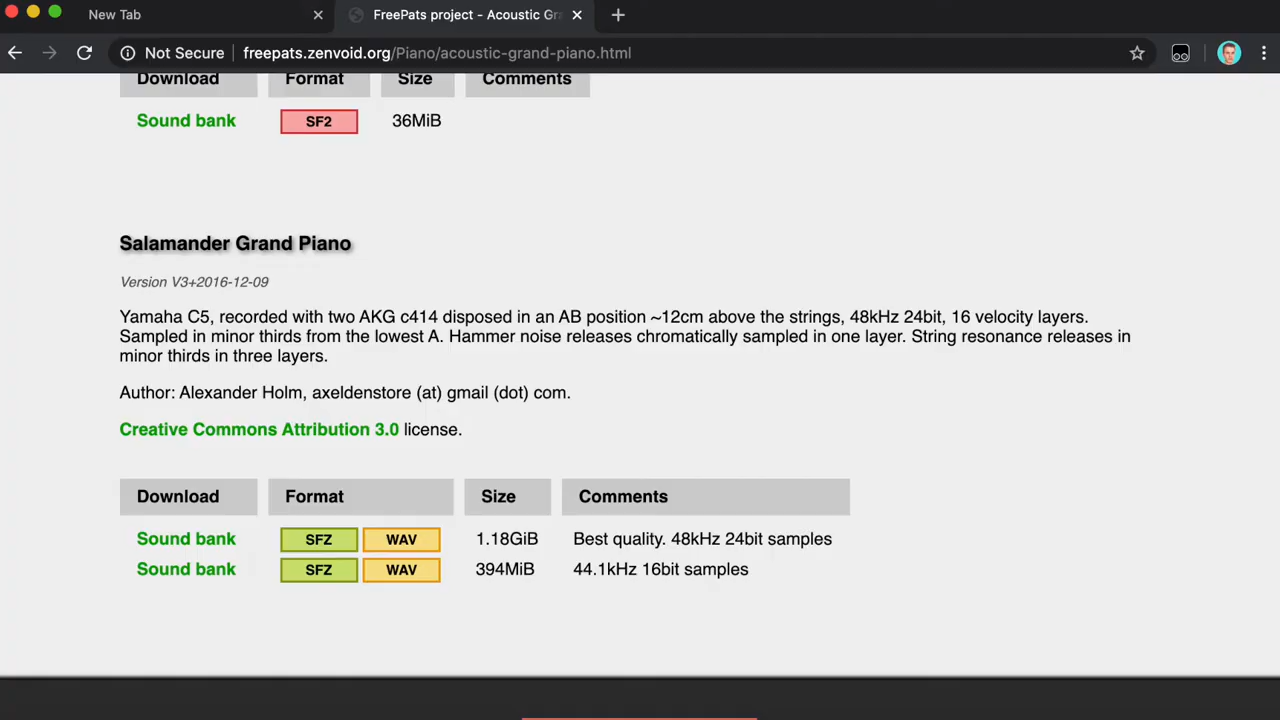 New Tab
FreePats project - Acoustic Gr
Not Secure freepats.zenvoid.org/Piano/acoustic-grand-piano.html
Download Format Size Comments
Sound bank SF2 36MiB
Salamander Grand Piano
Version V3+2016-12-09
Yamaha C5, recorded with two AKG c414 disposed in an AB position ~12cm above the strings, 48kHz 24bit, 16 velocity layers.
Sampled in minor thirds from the lowest A. Hammer noise releases chromatically sampled in one layer. String resonance releases in
minor thirds in three layers.
Author: Alexander Holm, axeldenstore (at) gmail (dot) com.
Creative Commons Attribution 3.0 license.
Download Format Size Comments
Sound bank SFZ WAV 1.18GiB Best quality. 48kHz 24bit samples
Sound bank SFZ WAV 394MiB 44.1kHz 16bit samples